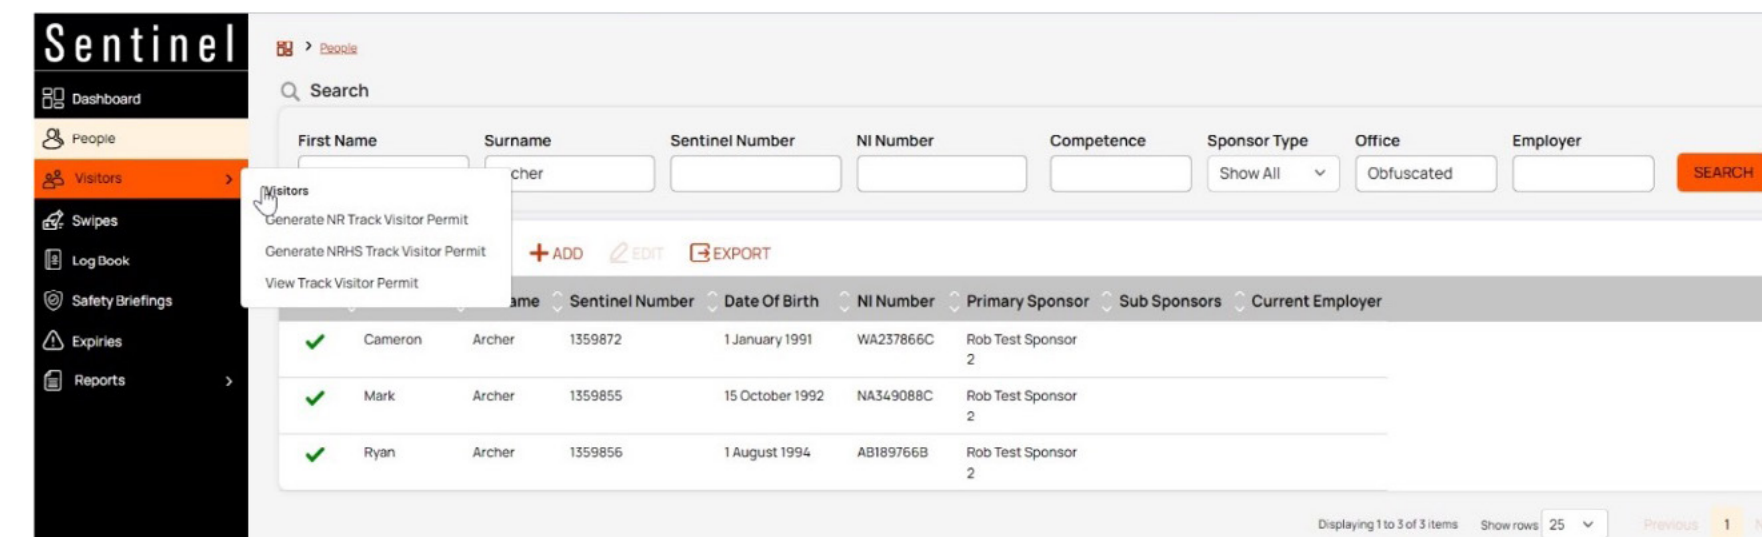 Sentinel
Dashboard
People
Visitors
Swipes
Log Book
Safety Briefings
Expiries
Reports
> People
Search
First Name Surname Sentinel Number NI Number Competence Sponsor Type Office Employer
cher Show All Obfuscated SEARCH
Visitors
Generate NR Track Visitor Permit
Generate NRHS Track Visitor Permit
View Track Visitor Permit
ADD EDIT EXPORT
ame Sentinel Number Date Of Birth NI Number Primary Sponsor Sub Sponsors Current Employer
Cameron Archer 1359872 1 January 1991 WA237866C Rob Test Sponsor
2
Mark Archer 1359855 15 October 1992 NA349088C Rob Test Sponsor
2
Ryan Archer 1359856 1 August 1994 AB189766B Rob Test Sponsor
2
Displaying 1 to 3 of 3 items Show rows 25 Previous 1